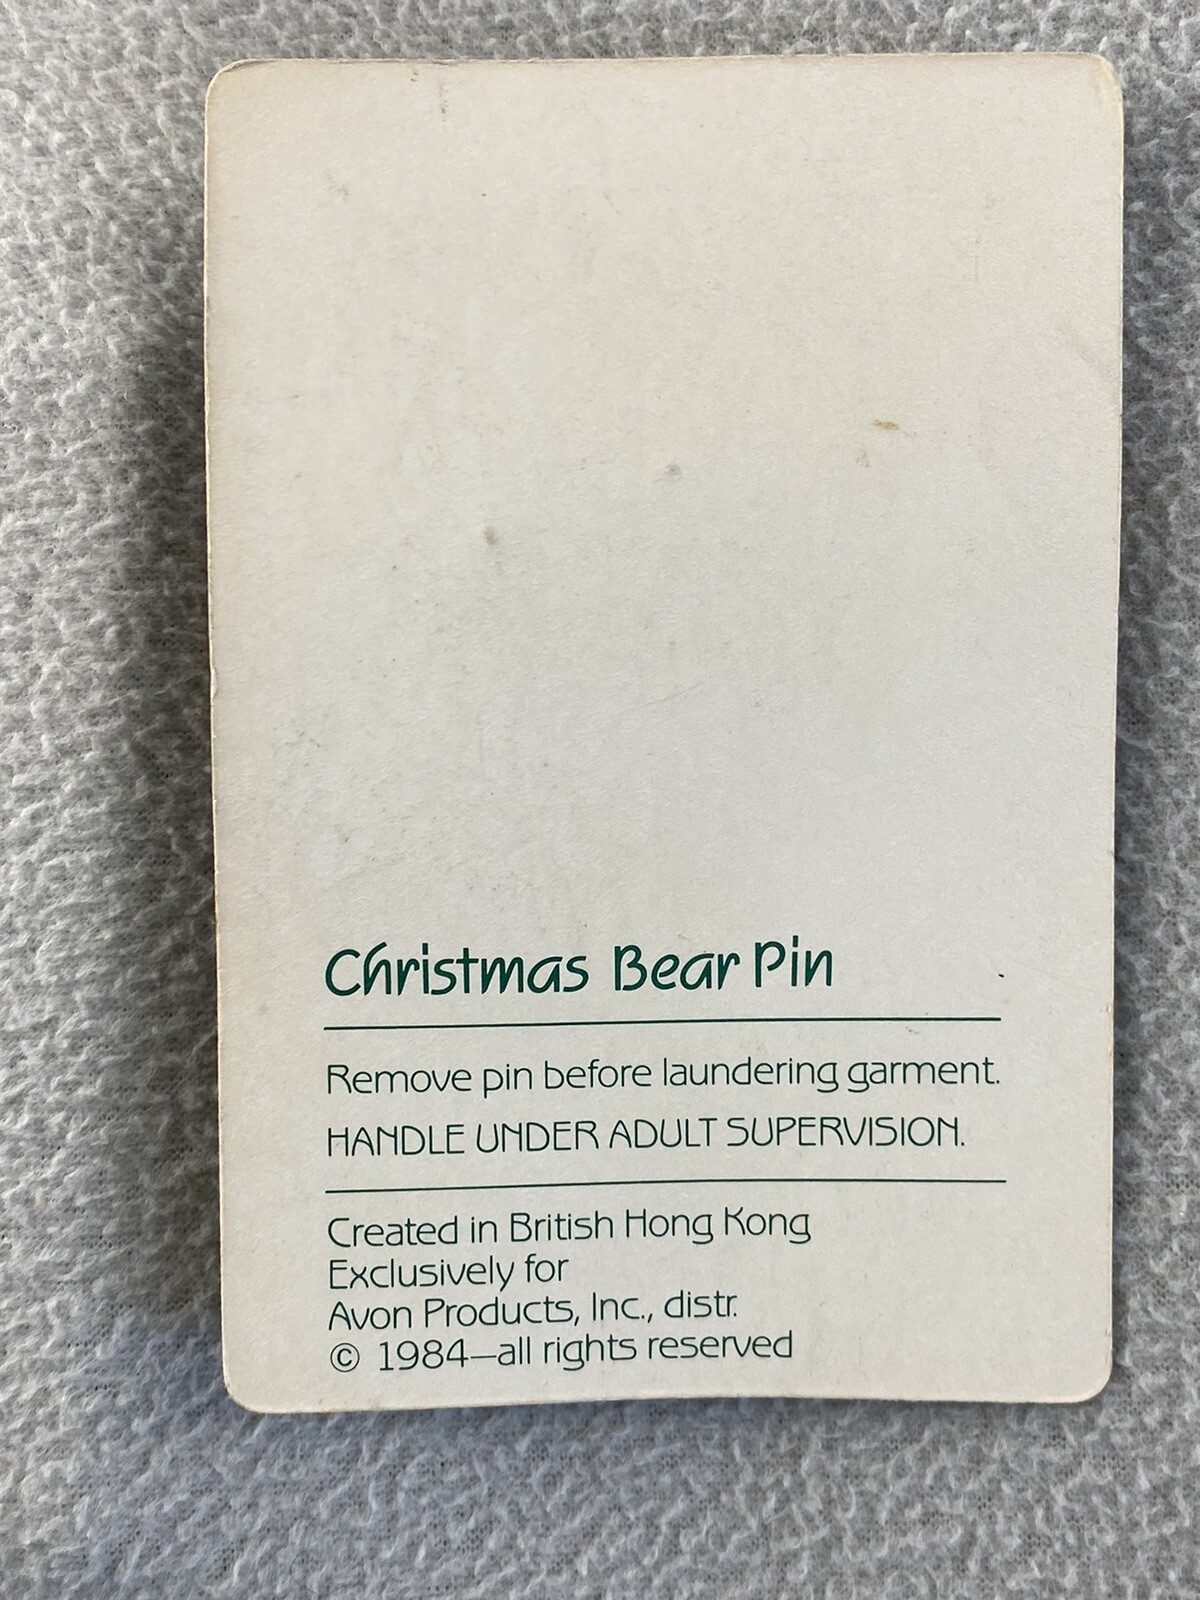 Christmas Bear Pin
Remove pin before laundering garment.
HANDLE UNDER ADULT SUPERVISION.
Created in British Hong Kong
Exclusively for
Avon Products, Inc., distr.
© 1984—all rights reserved